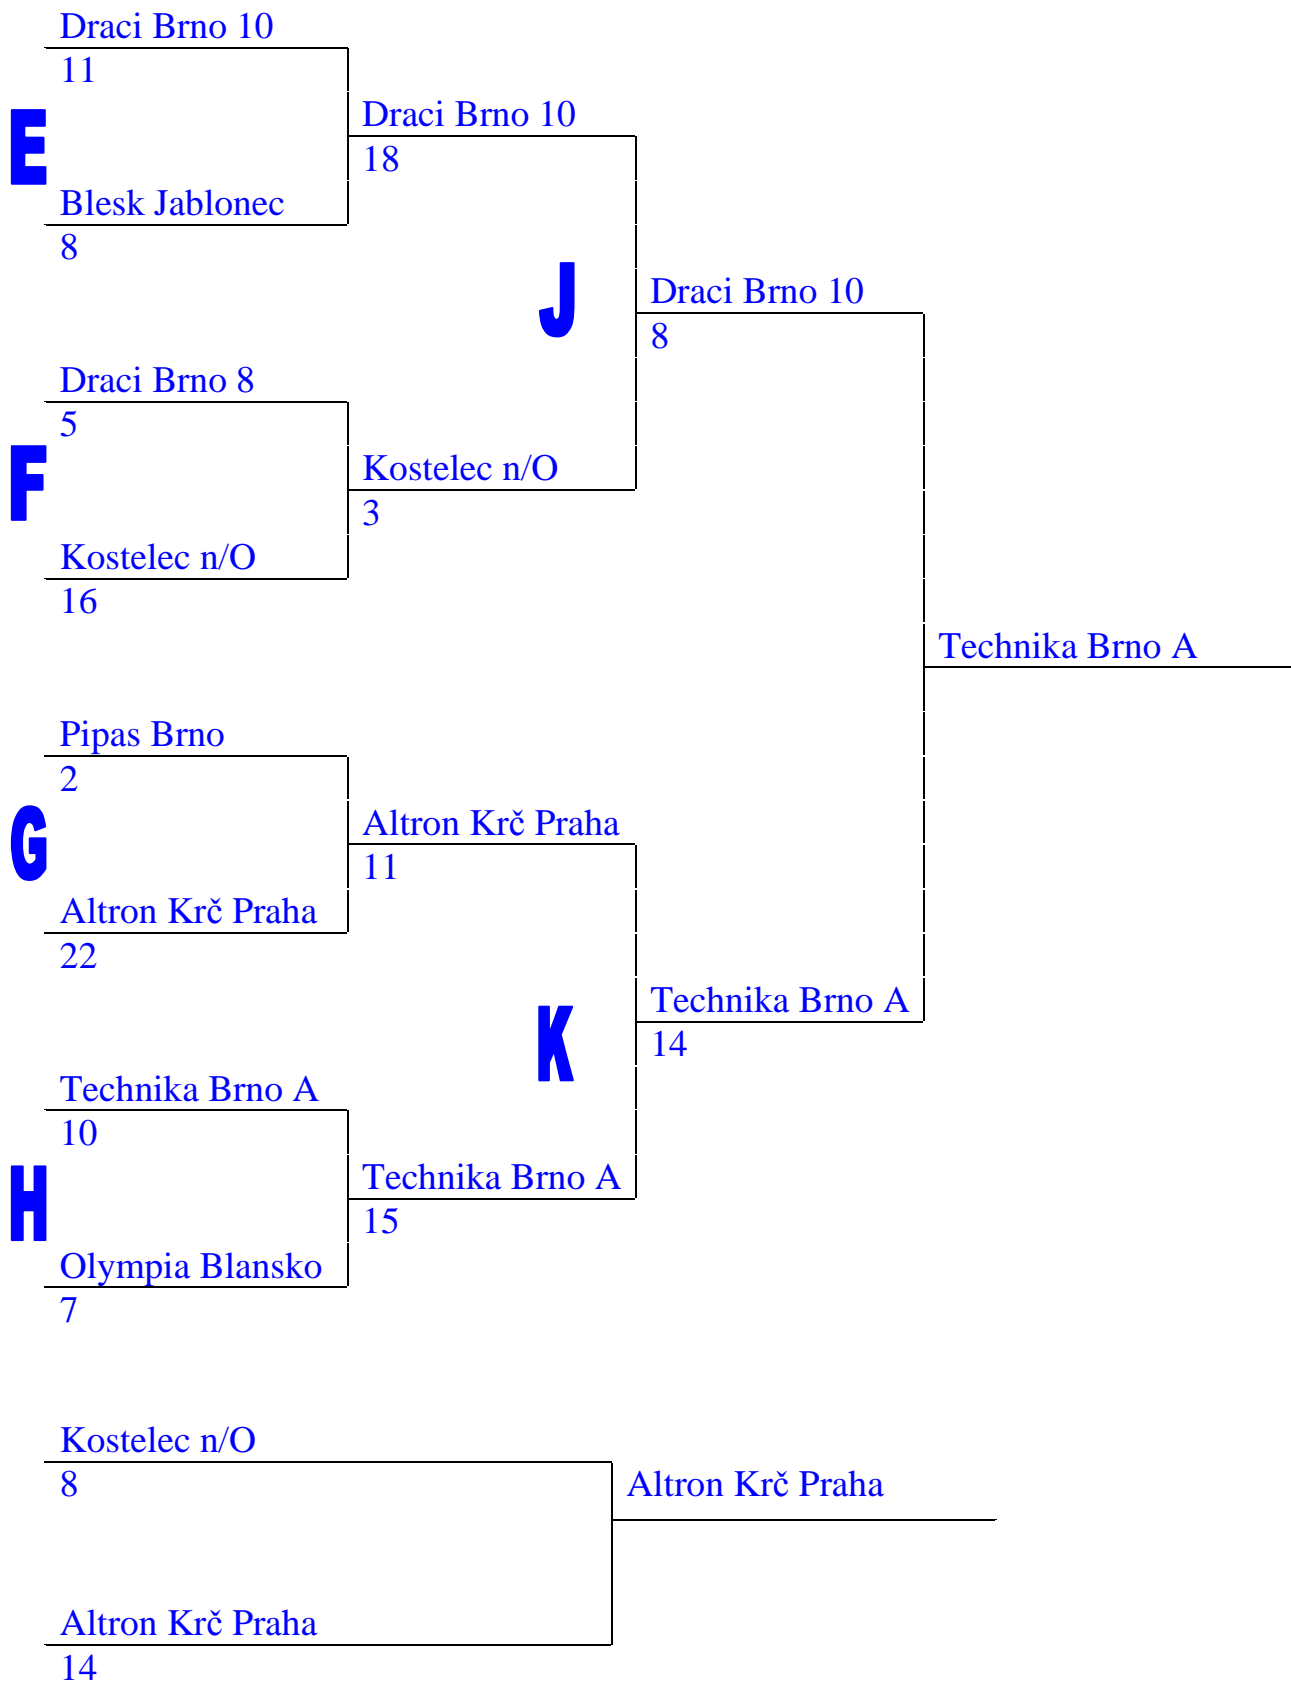 Draci Brno 10
11
E
Draci Brno 10
18
Blesk Jablonec
8
J
Draci Brno 10
8
Draci Brno 8
5
F
Kostelec n/O
3
Kostelec n/O
16
Technika Brno A
Pipas Brno
2
G
Altron Krč Praha
11
Altron Krč Praha
22
K
Technika Brno A
14
Technika Brno A
10
H
Technika Brno A
15
Olympia Blansko
7
Kostelec n/O
8
Altron Krč Praha
Altron Krč Praha
14